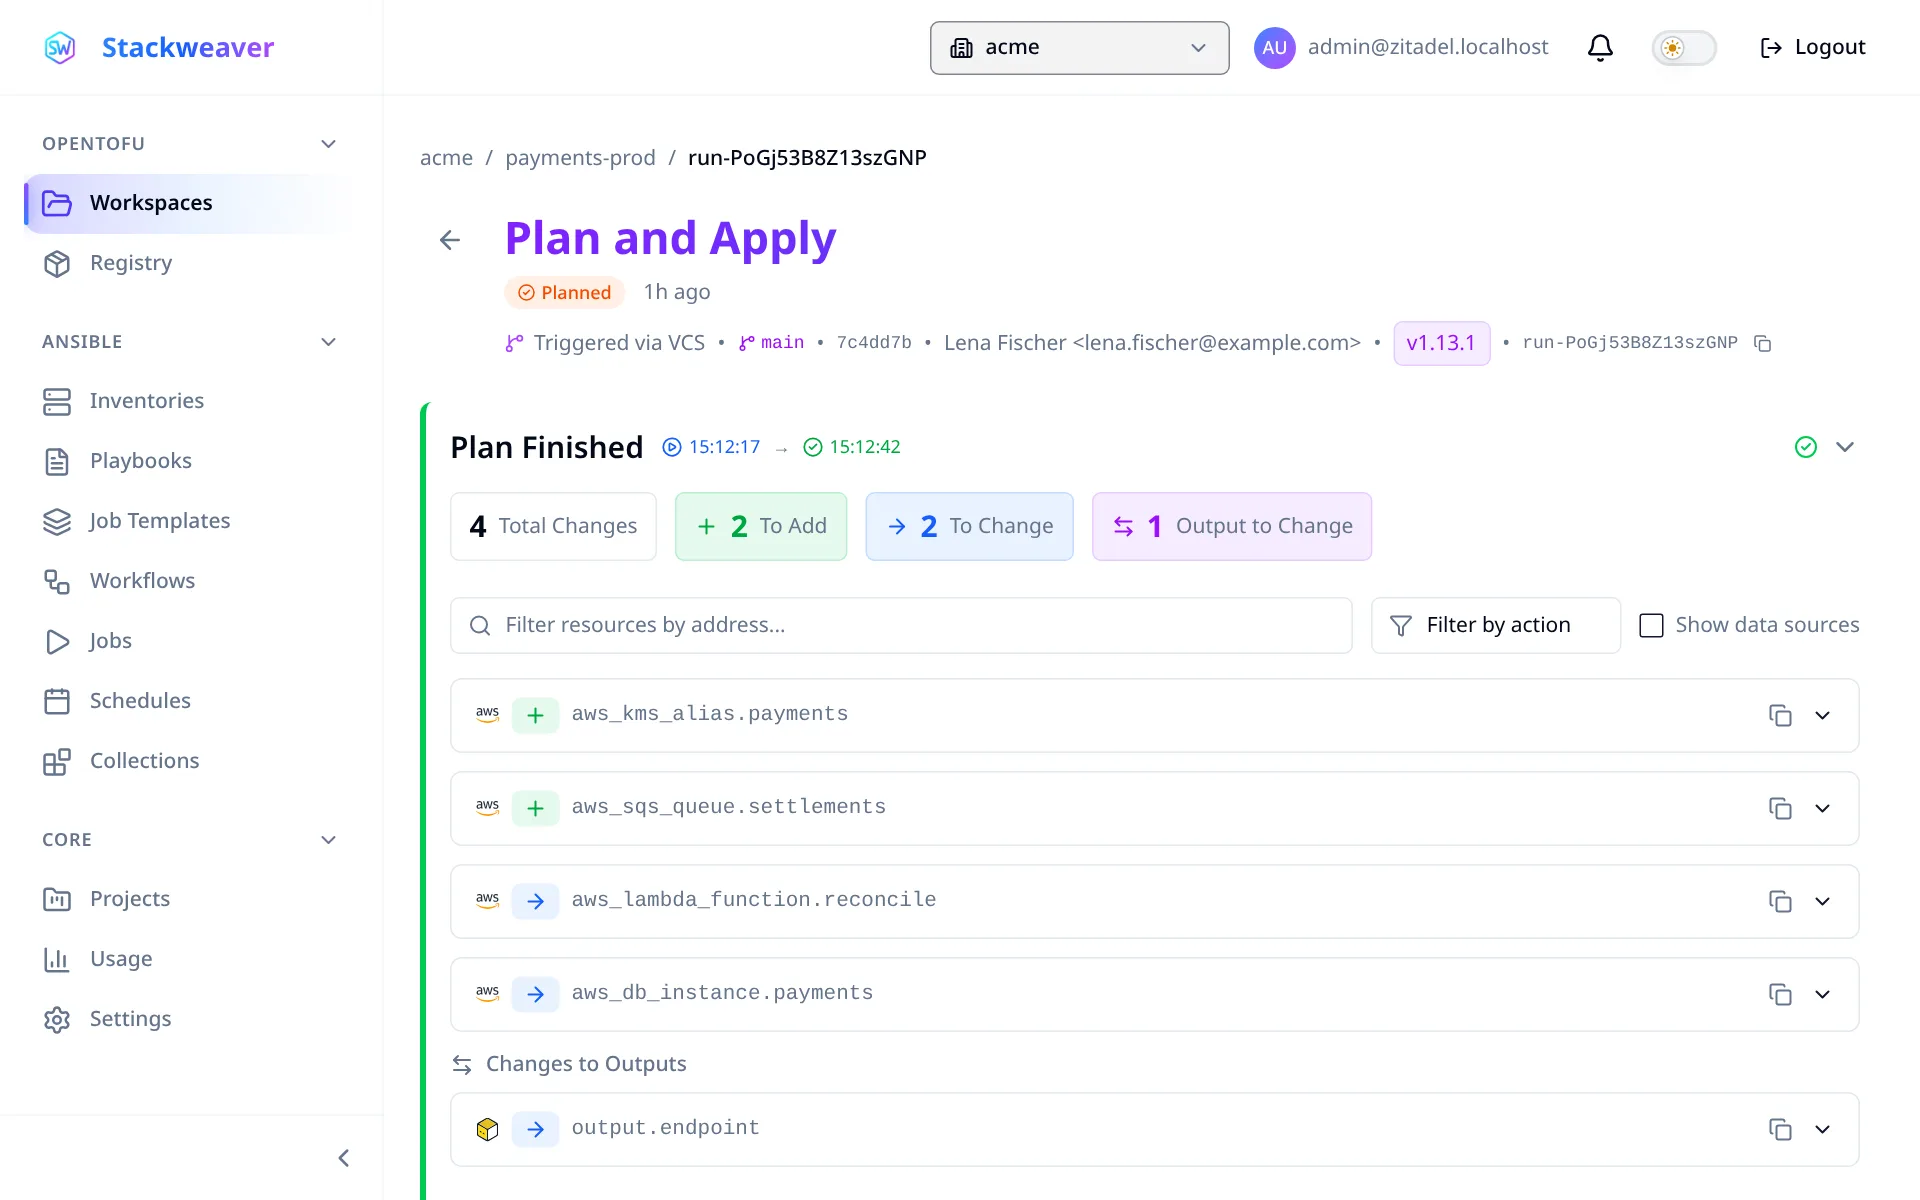 SW Stackweaver
acme
AU admin@zitadel.localhost
Logout
OPENTOFU
Workspaces
Registry
ANSIBLE
Inventories
Playbooks
Job Templates
Workflows
Jobs
Schedules
Collections
CORE
Projects
Usage
Settings
acme / payments-prod / run-PoGj53B8Z13szGNP
Plan and Apply
Planned 1h ago
Triggered via VCS • main • 7c4dd7b • Lena Fischer <lena.fischer@example.com> • v1.13.1 • run-PoGj53B8Z13szGNP
Plan Finished 15:12:17 → 15:12:42
4 Total Changes
+ 2 To Add
→ 2 To Change
1 Output to Change
Filter resources by address...
Filter by action
Show data sources
aws + aws_kms_alias.payments
aws + aws_sqs_queue.settlements
aws → aws_lambda_function.reconcile
aws → aws_db_instance.payments
Changes to Outputs
→ output.endpoint